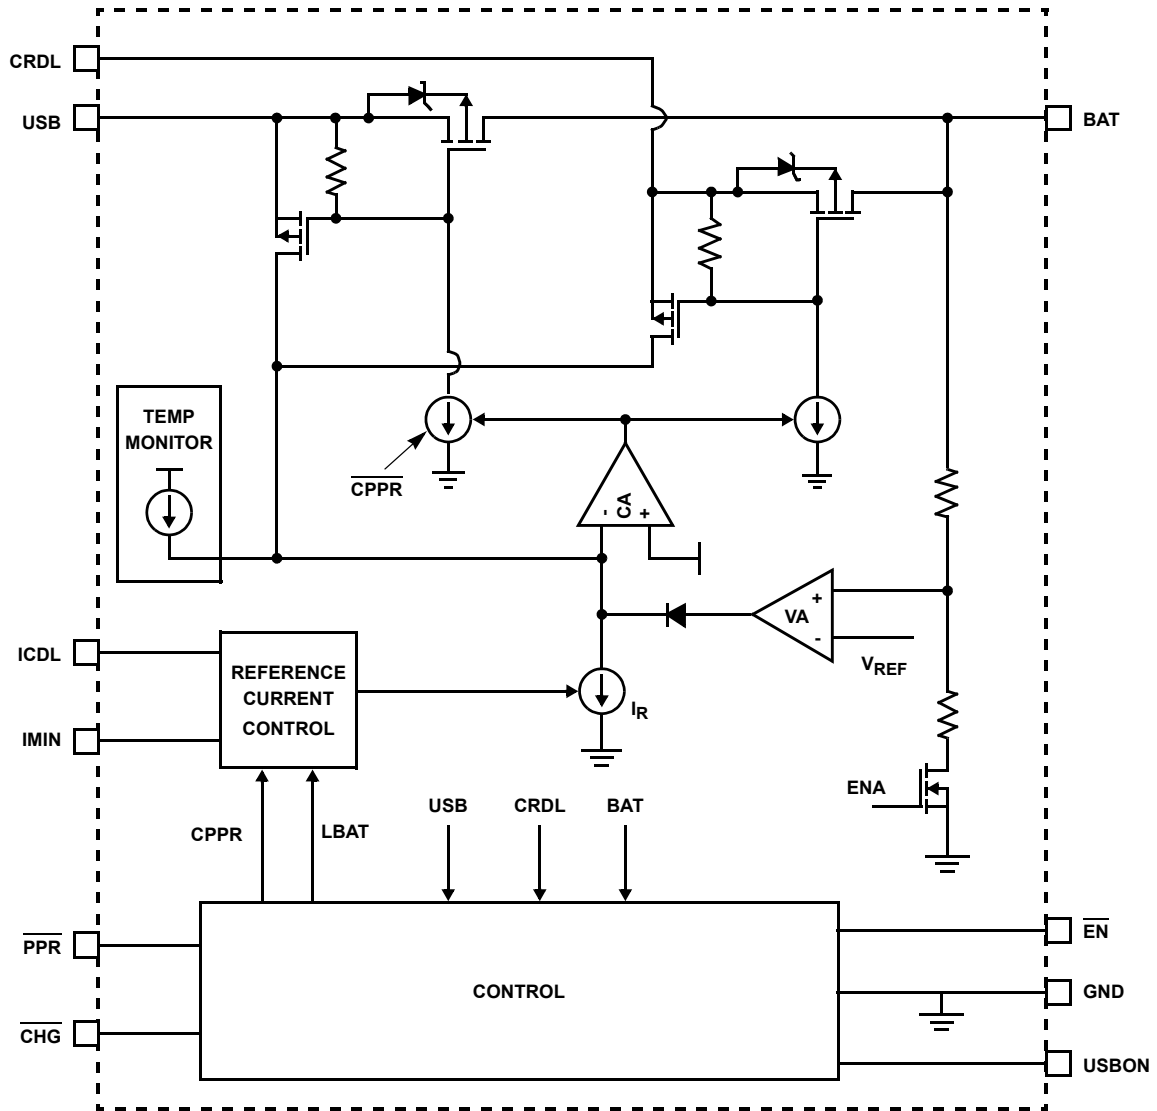 CRDL
USB
BAT
TEMP
MONITOR
CPPR
-
CA
+
+
VA
-
VREF
ICDL
IMIN
REFERENCE
CURRENT
CONTROL
IR
ENA
CPPR
LBAT
USB
CRDL
BAT
PPR
CHG
CONTROL
EN
GND
USBON